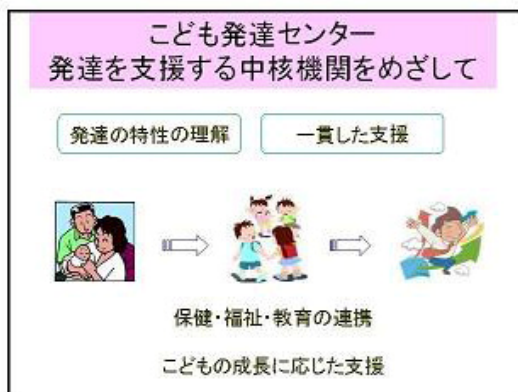 こども発達センター
発達を支援する中核機関をめざして
発達の特性の理解
一貫した支援
保健・福祉・教育の連携
こどもの成長に応じた支援